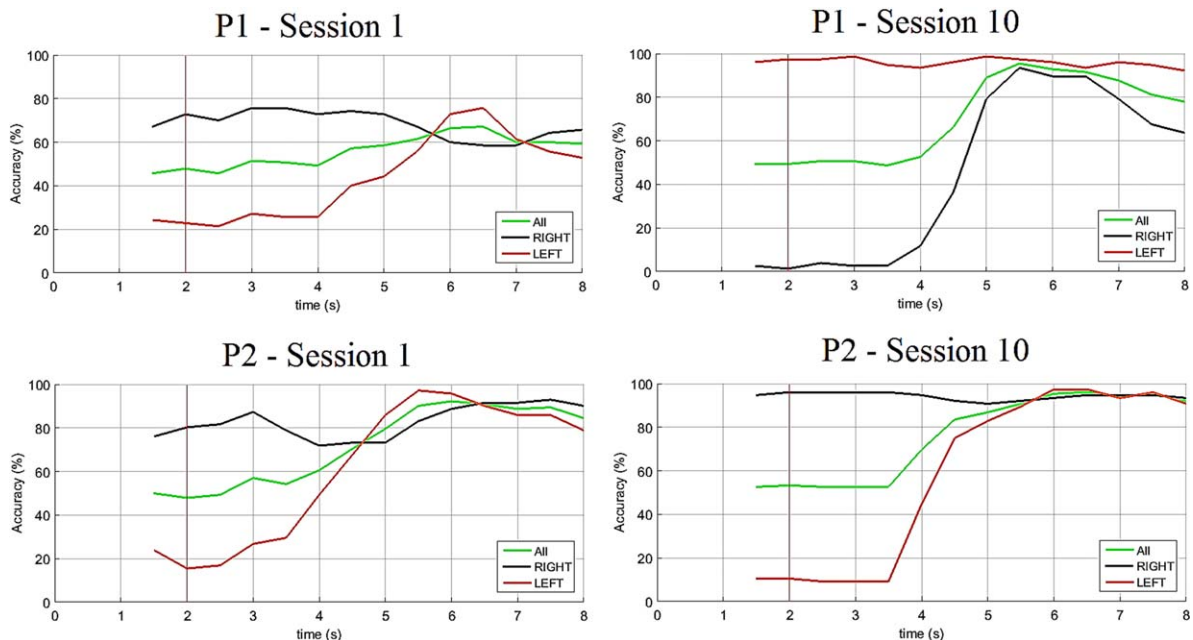 P1 - Session 1
Accuracy (%)
100
80
60
40
20
0
All
RIGHT
LEFT
0 1 2 3 4 5 6 7 8
time (s)
P1 - Session 10
Accuracy (%)
100
80
60
40
20
0
All
RIGHT
LEFT
0 1 2 3 4 5 6 7 8
time (s)
P2 - Session 1
Accuracy (%)
100
80
60
40
20
0
All
RIGHT
LEFT
0 1 2 3 4 5 6 7 8
time (s)
P2 - Session 10
Accuracy (%)
100
80
60
40
20
0
All
RIGHT
LEFT
0 1 2 3 4 5 6 7 8
time (s)